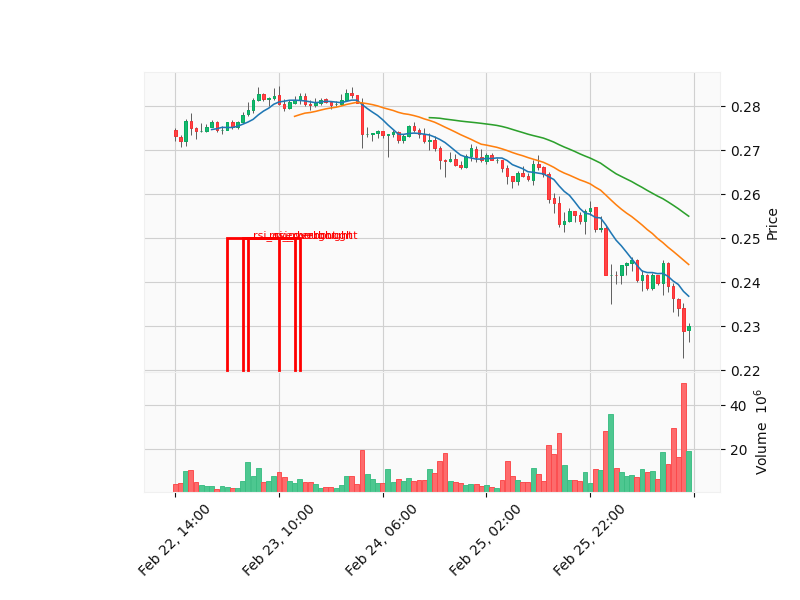 0.28
0.27
0.26
0.25
0.24
0.23
0.22
Price
40
20
Volume 10^6
Feb 22, 14:00
Feb 23, 10:00
Feb 24, 06:00
Feb 25, 02:00
Feb 25, 22:00